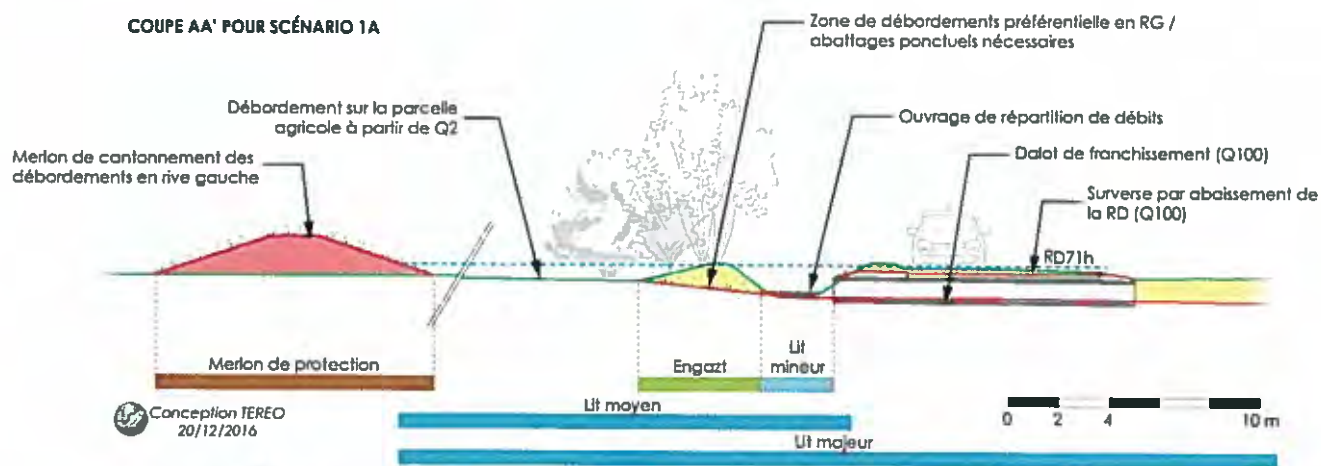 COUPE AA' POUR SCÉNARIO 1A
Zone de débordements préférentielle en RG /
abattages ponctuels nécessaires
Débordement sur la parcelle
agricole à partir de Q2
Ouvrage de répartition de débits
Merlon de cantonnement des
débordements en rive gauche
Dalot de franchissement (Q100)
Surverse par abaissement de
la RD (Q100)
RD71h
Merlon de protection
Engazt
Lit
mineur
Lit moyen
Lit majeur
Conception TEREO
20/12/2016
0 2 4 10 m